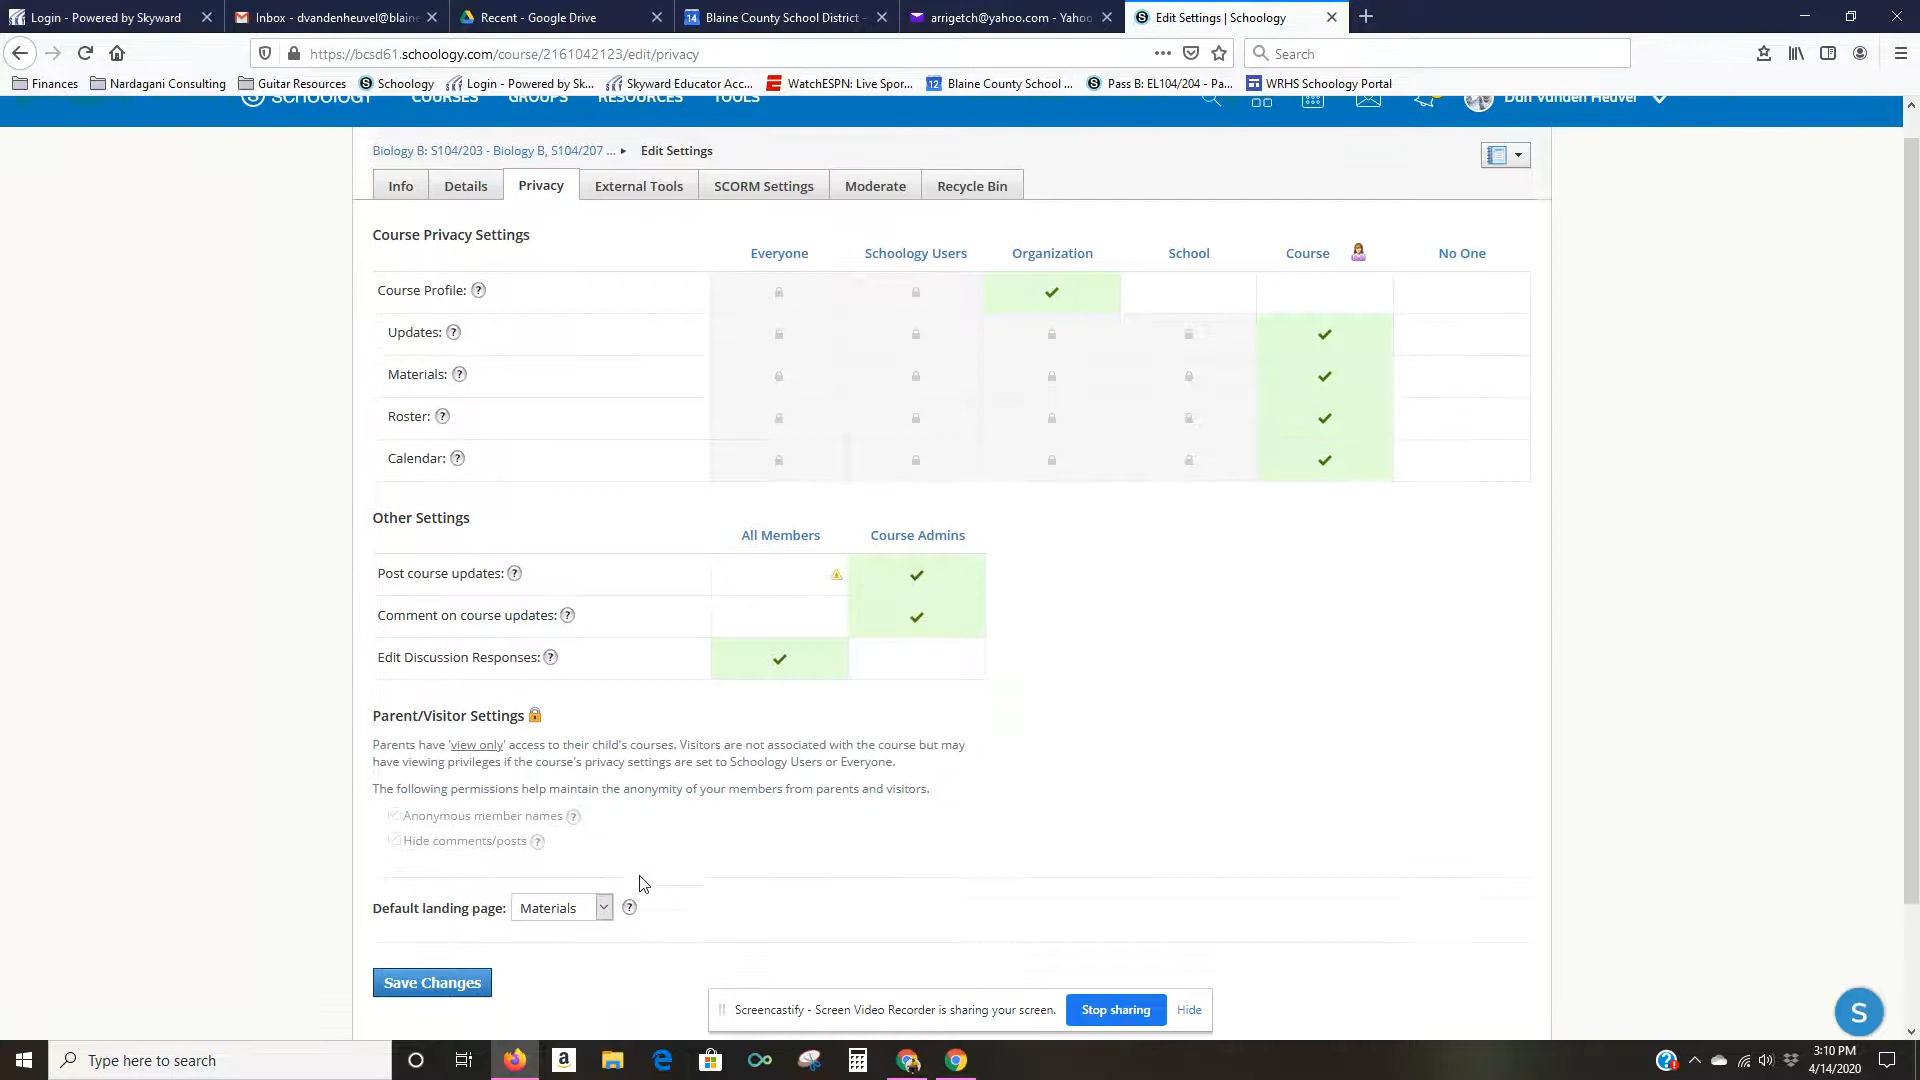 Login - Powered by Skyward
Inbox - dvandenheuvel@blaine
Recent - Google Drive
14 Blaine County School District -
arrigetch@yahoo.com - Yahoo
Edit Settings | Schoology
https://bcsd61.schoology.com/course/2161042123/edit/privacy
Search
Finances
Nardagani Consulting
Guitar Resources
Schoology
Login - Powered by Sk...
Skyward Educator Acc...
WatchESPN: Live Spor...
12 Blaine County School ...
Pass B: EL104/204 - Pa...
WRHS Schoology Portal
SCHOOLOGY COURSES GROUPS RESOURCES TOOLS Dan Vanden Heuvel
Biology B: S104/203 - Biology B, S104/207 ... ▸ Edit Settings
Info Details Privacy External Tools SCORM Settings Moderate Recycle Bin
Course Privacy Settings
Everyone Schoology Users Organization School Course No One
Course Profile: ?
Updates: ?
Materials: ?
Roster: ?
Calendar: ?
Other Settings
All Members Course Admins
Post course updates: ?
Comment on course updates: ?
Edit Discussion Responses: ?
Parent/Visitor Settings
Parents have 'view only' access to their child's courses. Visitors are not associated with the course but may
have viewing privileges if the course's privacy settings are set to Schoology Users or Everyone.
The following permissions help maintain the anonymity of your members from parents and visitors.
Anonymous member names ?
Hide comments/posts ?
Default landing page: Materials ?
Save Changes
Screencastify - Screen Video Recorder is sharing your screen. Stop sharing Hide
S
Type here to search
3:10 PM
4/14/2020